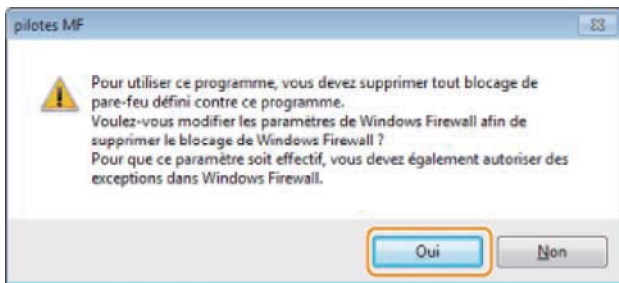 pilotes MF
Pour utiliser ce programme, vous devez supprimer tout blocage de
pare-feu défini contre ce programme.
Voulez-vous modifier les paramètres de Windows Firewall afin de
supprimer le blocage de Windows Firewall ?
Pour que ce paramètre soit effectif, vous devez également autoriser des
exceptions dans Windows Firewall.
Oui
Non